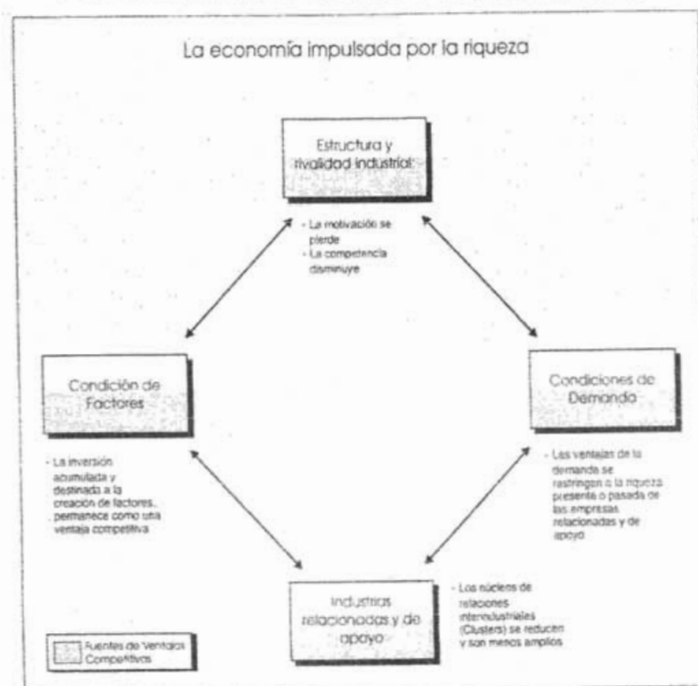 La economía impulsada por la riqueza
Estructura y
rivalidad industrial:
- La motivación se
pierde
- La competencia
disminuye
Condición de
Factores
- La inversión
acumulada y
destinada a la
creación de factores,
permanece como una
ventaja competitiva
Condiciones de
Demanda
- Las ventajas de la
demanda se
restringen a la riqueza
presente o pasada de
las empresas
relacionadas y de
apoyo
Industrias
relacionadas y de
apoyo
- Los núcleos de
relaciones
interindustriales
(Clusters) se reducen
y son menos amplios
Fuentes de Ventajas
Competitivas